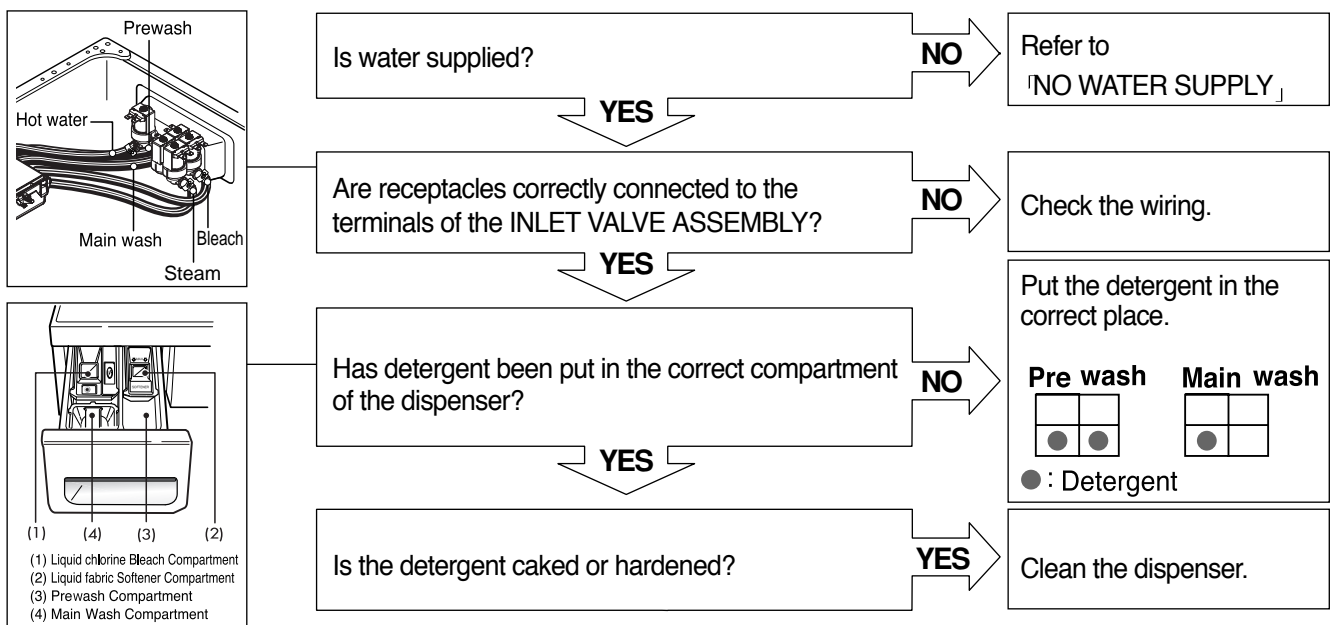 Prewash
Hot water
Main wash
Bleach
Steam
Is water supplied?
NO
Refer to
｢NO WATER SUPPLY｣
YES
Are receptacles correctly connected to the
terminals of the INLET VALVE ASSEMBLY?
NO
Check the wiring.
YES
(1) (4) (3) (2)
(1) Liquid chlorine Bleach Compartment
(2) Liquid fabric Softener Compartment
(3) Prewash Compartment
(4) Main Wash Compartment
Has detergent been put in the correct compartment
of the dispenser?
NO
Put the detergent in the
correct place.
Pre wash Main wash
● : Detergent
YES
Is the detergent caked or hardened?
YES
Clean the dispenser.